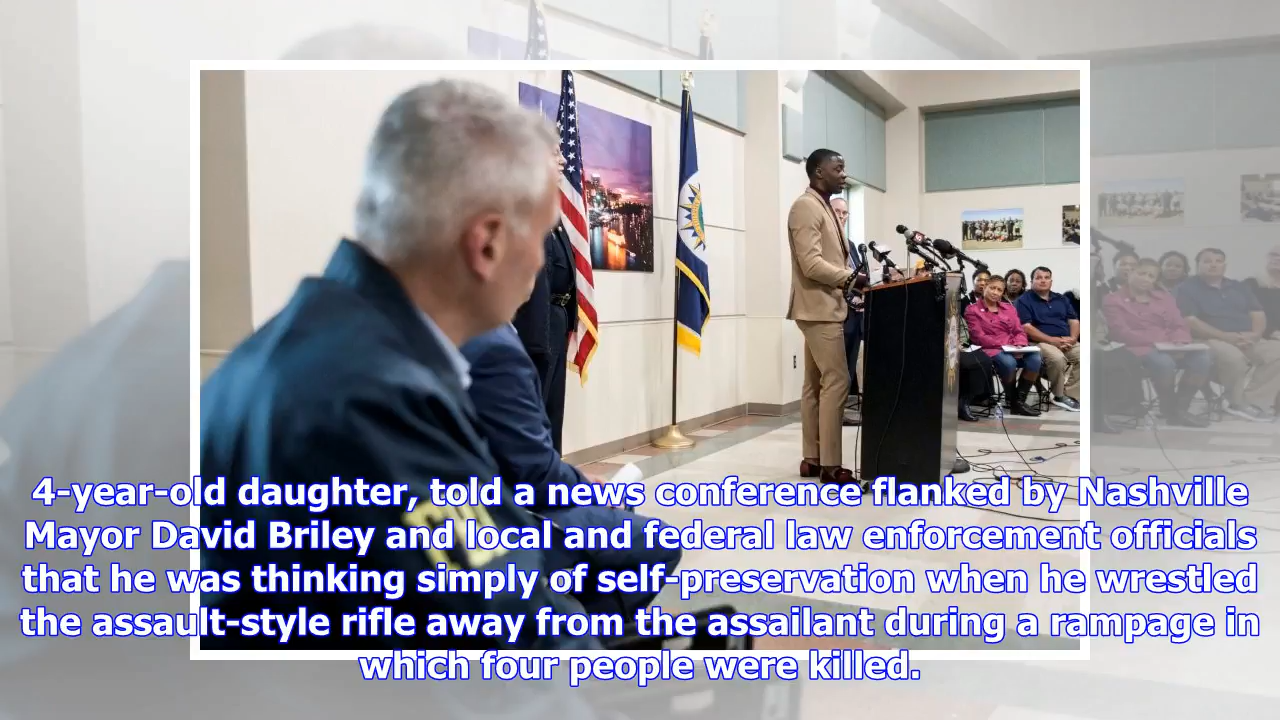 4-year-old daughter, told a news conference flanked by Nashville
Mayor David Briley and local and federal law enforcement officials
that he was thinking simply of self-preservation when he wrestled
the assault-style rifle away from the assailant during a rampage in
which four people were killed.